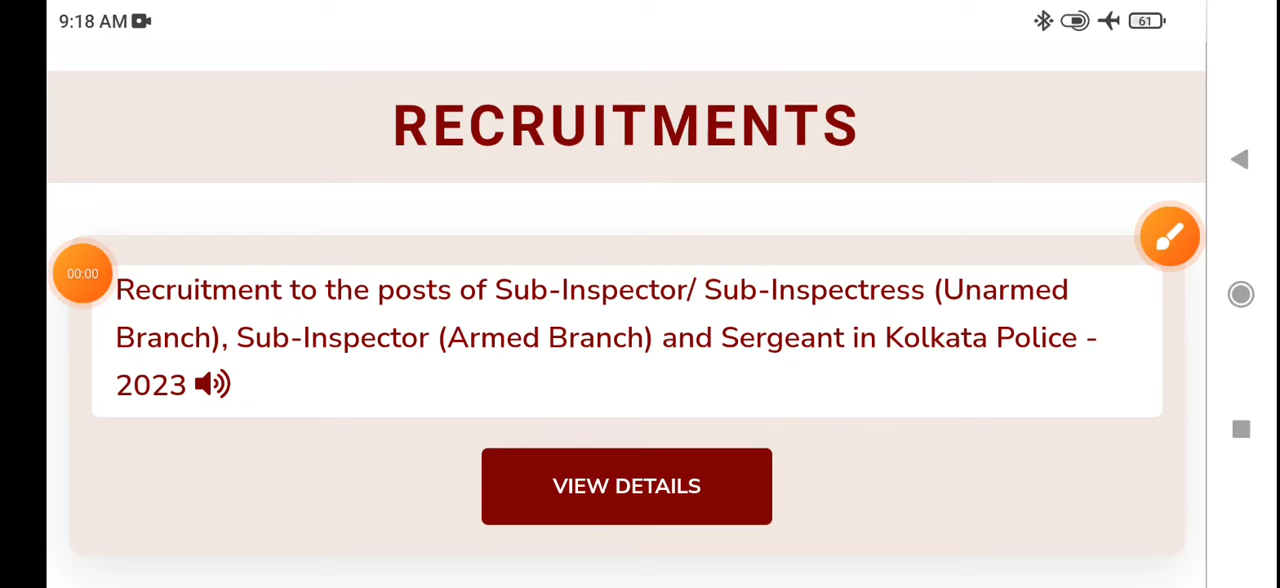 9:18 AM
61
RECRUITMENTS
00:00
Recruitment to the posts of Sub-Inspector/ Sub-Inspectress (Unarmed
Branch), Sub-Inspector (Armed Branch) and Sergeant in Kolkata Police -
2023
VIEW DETAILS